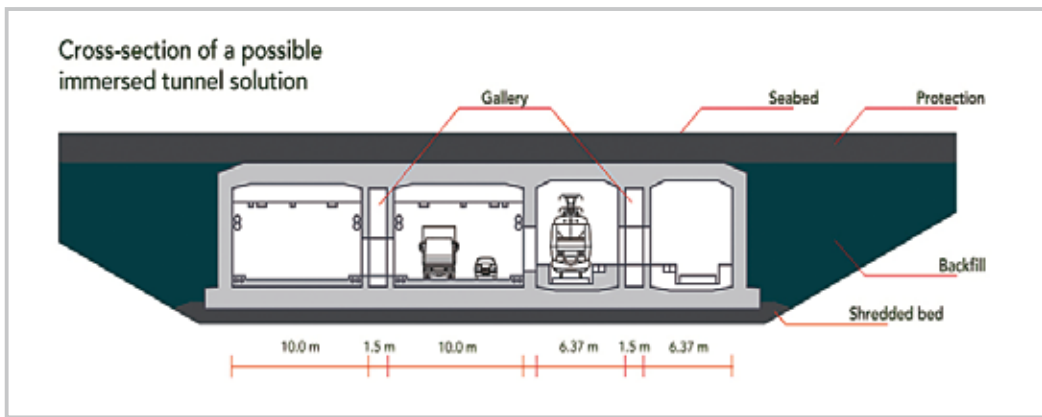 Cross-section of a possible
immersed tunnel solution
Gallery
Seabed
Protection
Backfill
Shredded bed
10.0 m 1.5 m 10.0 m 6.37 m 1.5 m 6.37 m